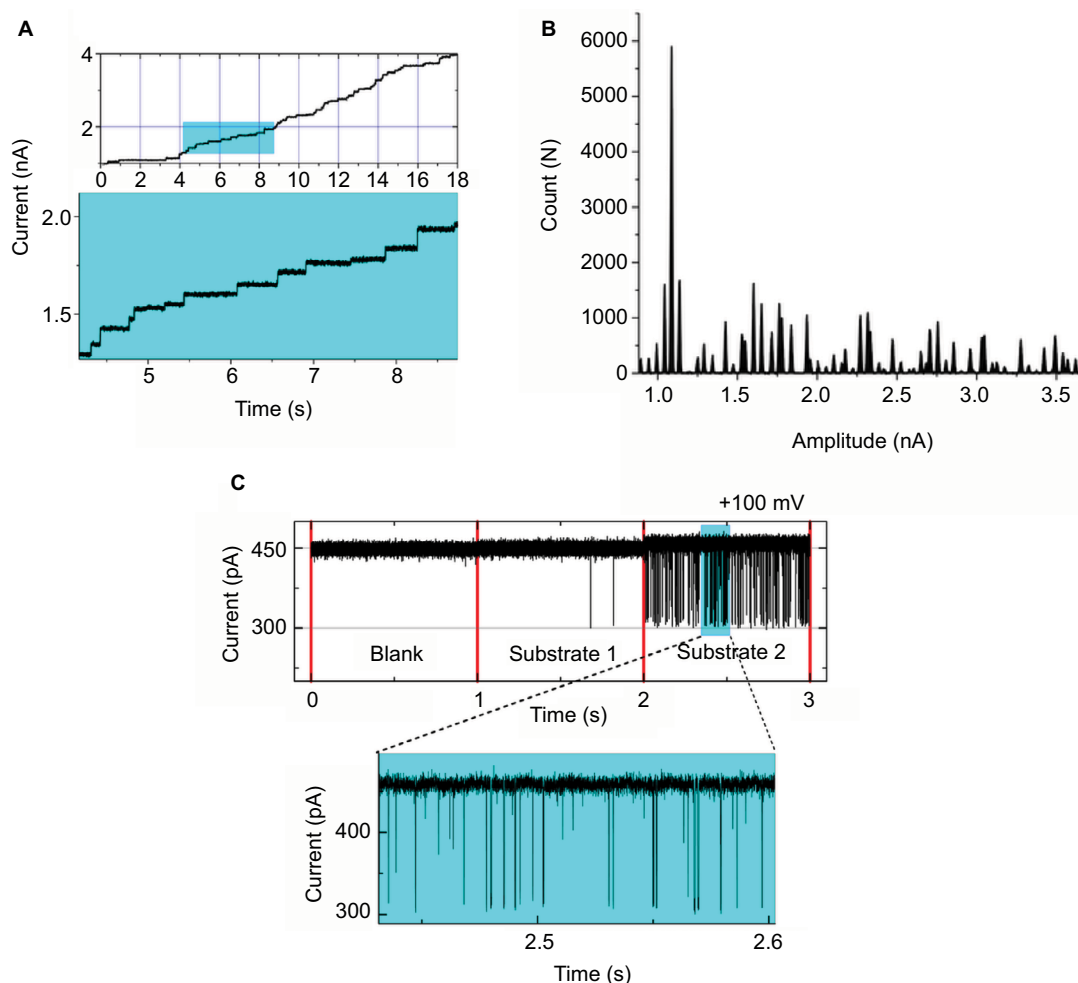 A
Current (nA)
4
2
0 2 4 6 8 10 12 14 16 18
2.0
1.5
5 6 7 8
Time (s)
B
Count (N)
6000
5000
6000
3000
2000
1000
0
1.0 1.5 2.0 2.5 3.0 3.5
Amplitude (nA)
C
+100 mV
Current (pA)
450
300
Blank Substrate 1 Substrate 2
0 1 2 3
Time (s)
Current (pA)
400
300
2.5 2.6
Time (s)